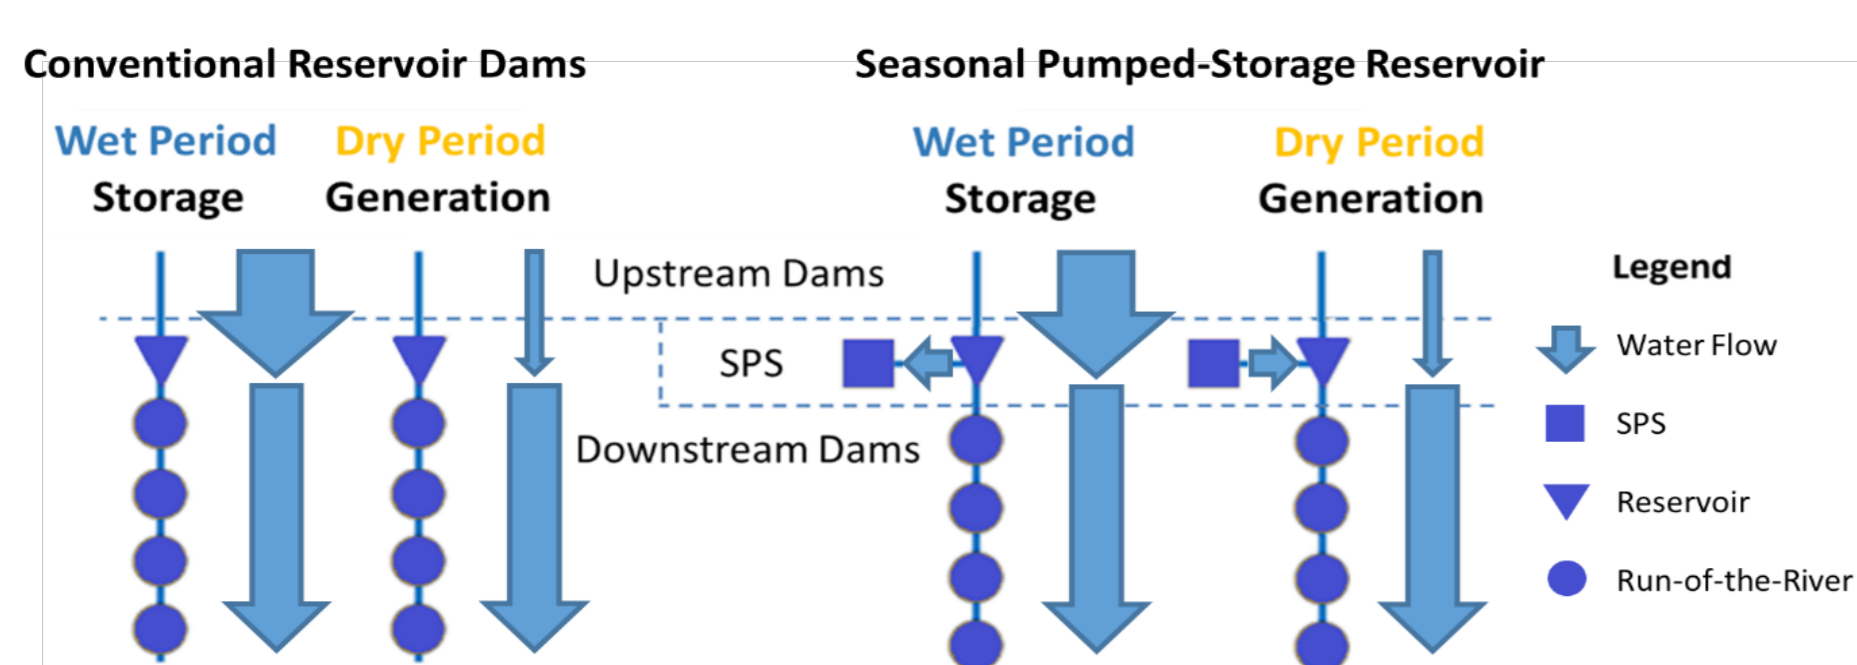 Conventional Reservoir Dams
Seasonal Pumped-Storage Reservoir
Wet Period
Dry Period
Wet Period
Dry Period
Storage
Generation
Storage
Generation
Upstream Dams
Legend
Water Flow
SPS
SPS
Downstream Dams
Reservoir
Run-of-the-River